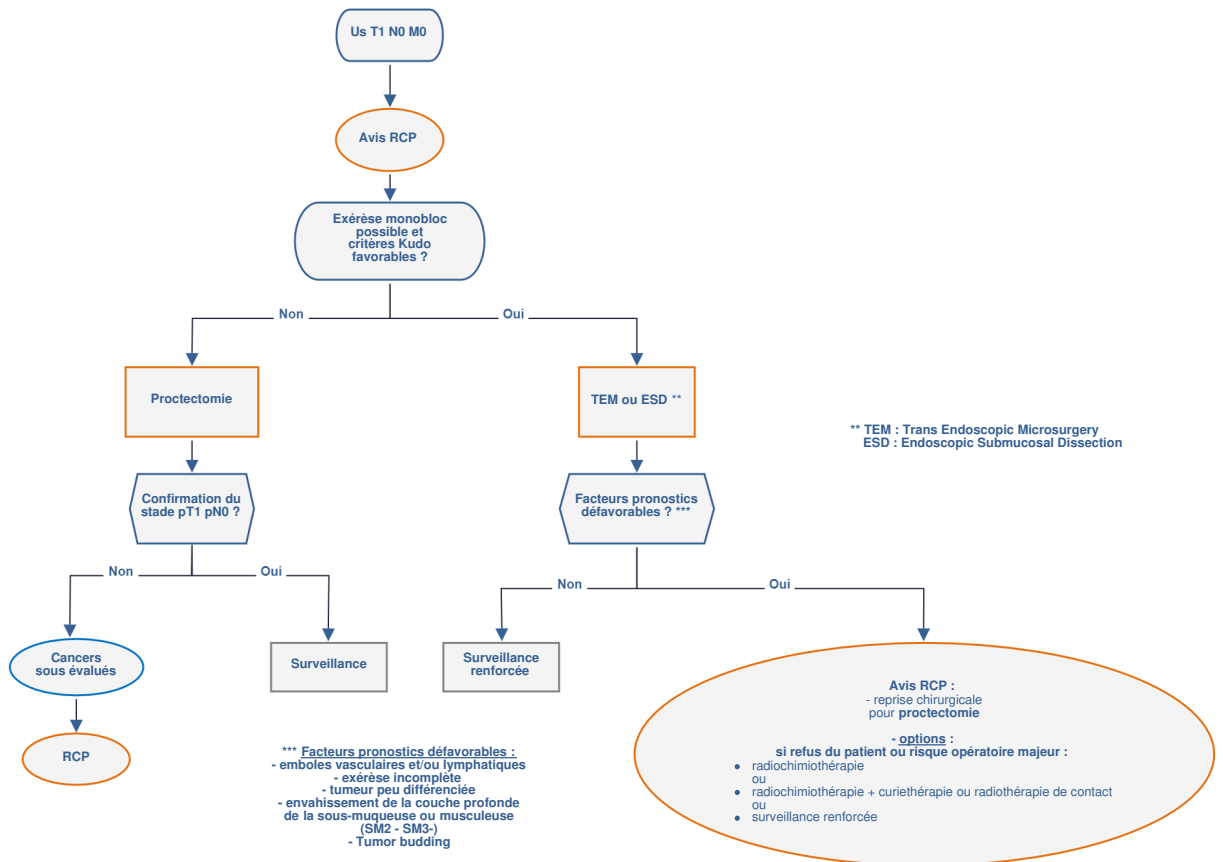 Us T1 N0 M0
Avis RCP
Exérèse monobloc
possible et
critères Kudo
favorables ?
Non
Oui
Proctectomie
TEM ou ESD **
** TEM : Trans Endoscopic Microsurgery
ESD : Endoscopic Submucosal Dissection
Confirmation du
stade pT1 pN0 ?
Facteurs pronostics
défavorables ? ***
Non
Oui
Non
Oui
Cancers
sous évalués
Surveillance
Surveillance
renforcée
RCP
*** Facteurs pronostics défavorables :
- emboles vasculaires et/ou lymphatiques
- exérèse incomplète
- tumeur peu différenciée
- envahissement de la couche profonde
de la sous-muqueuse ou musculeuse
(SM2 - SM3-)
- Tumor budding
Avis RCP :
- reprise chirurgicale
pour proctectomie
- options :
si refus du patient ou risque opératoire majeur :
• radiochimiothérapie
ou
• radiochimiothérapie + curiethérapie ou radiothérapie de contact
ou
• surveillance renforcée